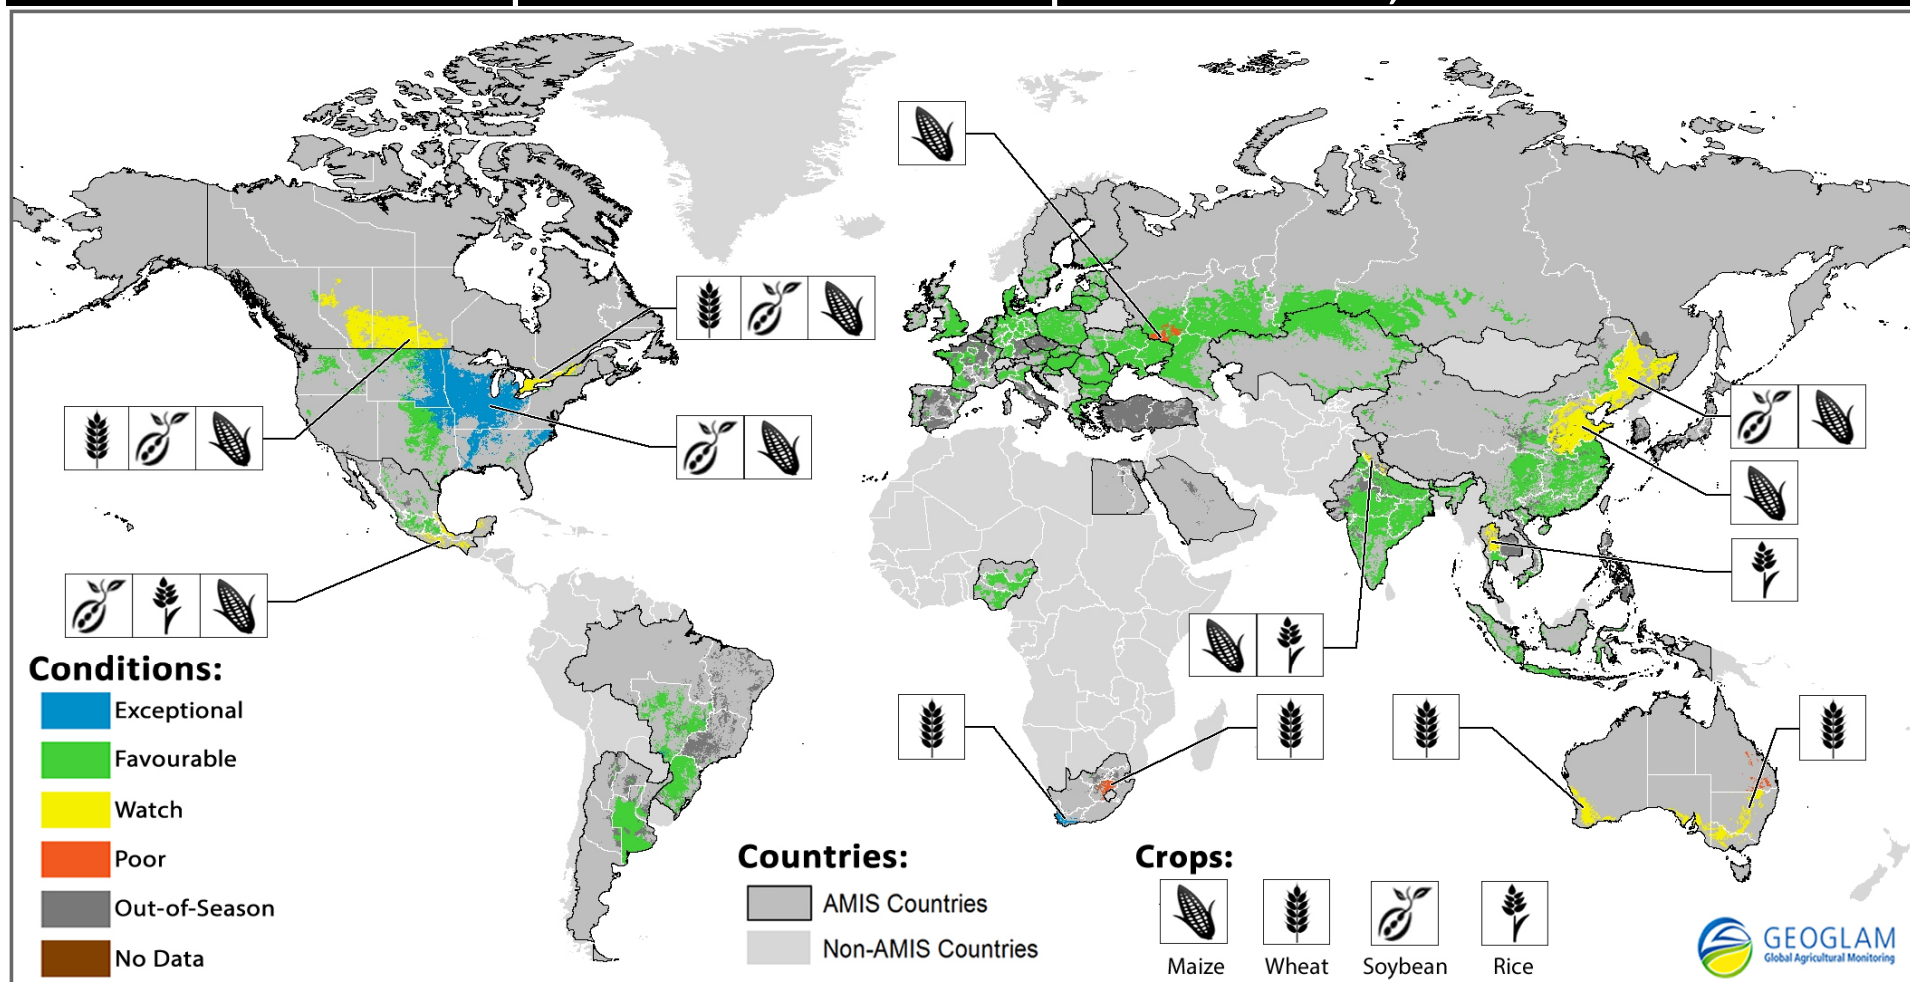 Conditions:
Exceptional
Favourable
Watch
Poor
Out-of-Season
No Data
Countries:
AMIS Countries
Non-AMIS Countries
Crops:
Maize
Wheat
Soybean
Rice
GEOGLAM
Global Agricultural Monitoring